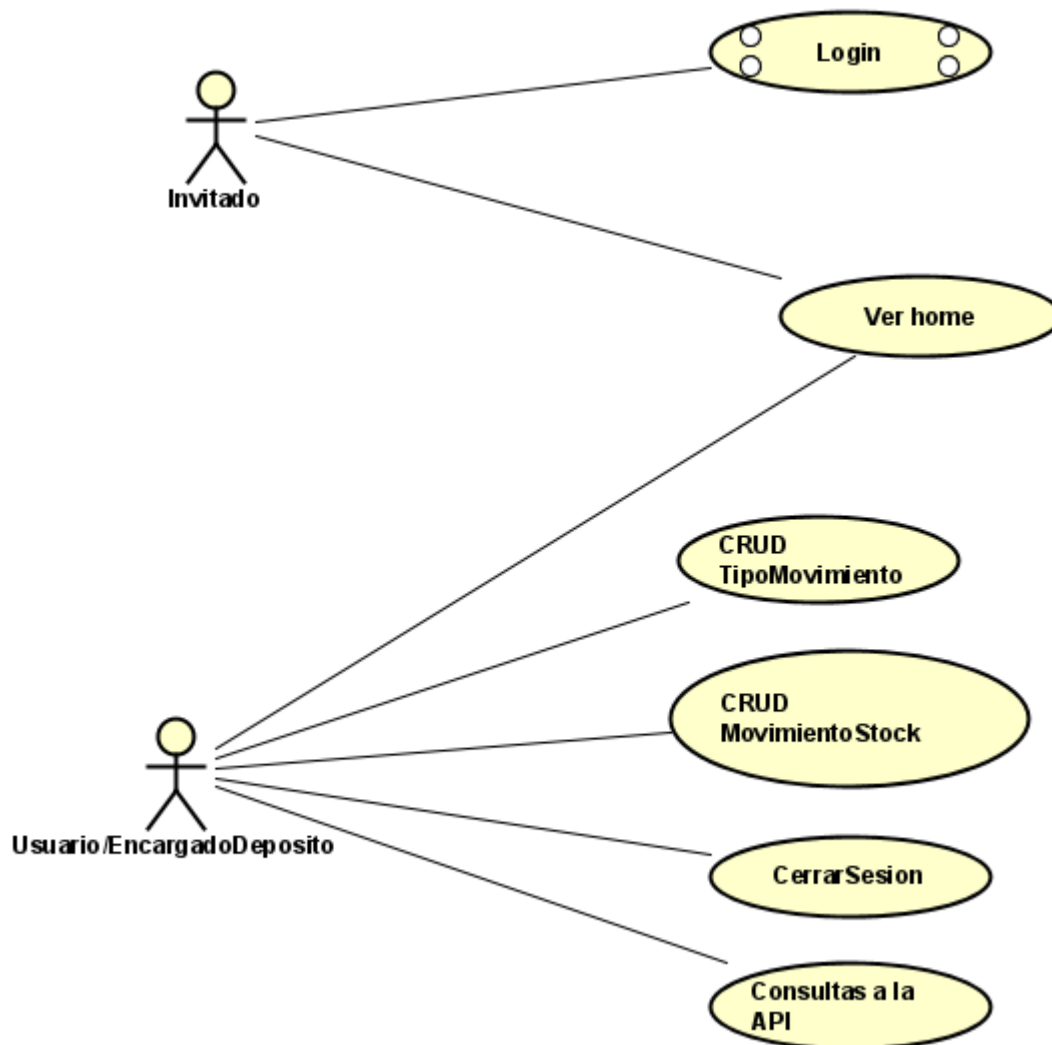 Login
Invitado
Ver home
CRUD
TipoMovimiento
CRUD
MovimientoStock
Usuario/EncargadoDeposito
CerrarSesion
Consultas a la
API